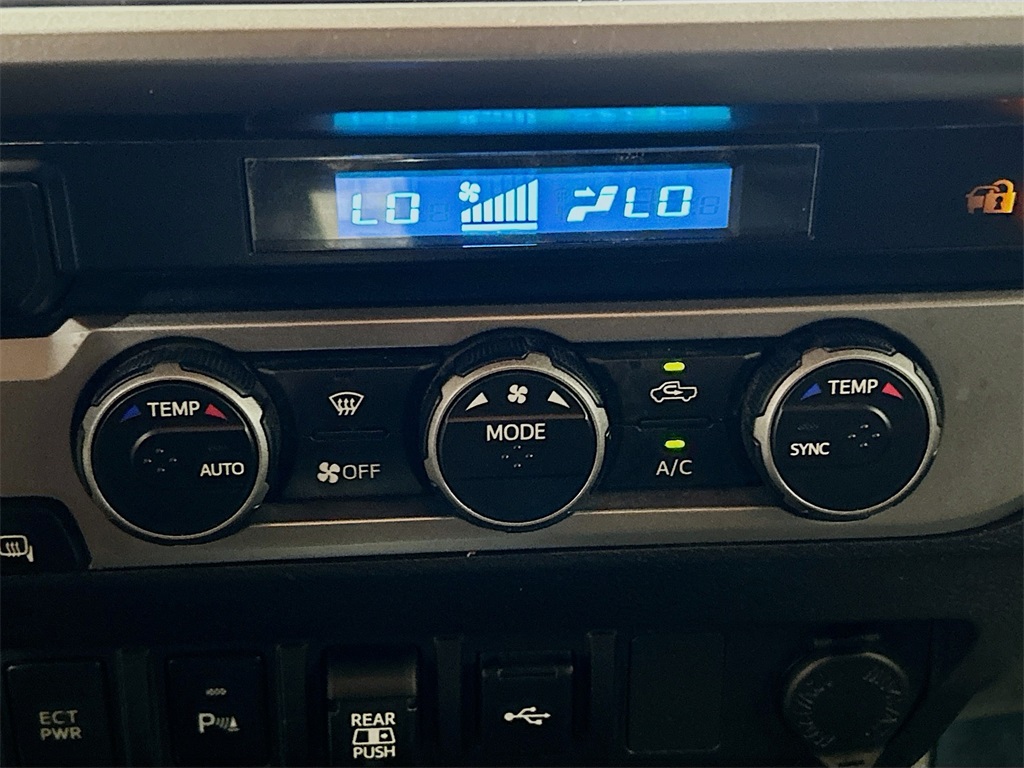 LO LO
TEMP
AUTO
OFF
MODE
A/C
TEMP
SYNC
ECT
PWR
P
REAR
PUSH